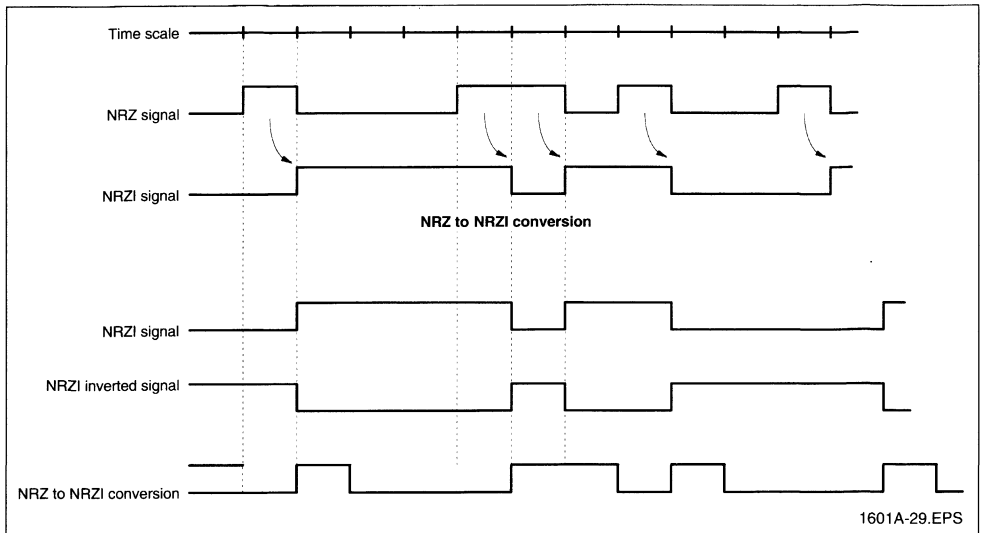 Time scale
NRZ signal
NRZI signal
NRZ to NRZI conversion
NRZI signal
NRZI inverted signal
NRZ to NRZI conversion
1601A-29.EPS